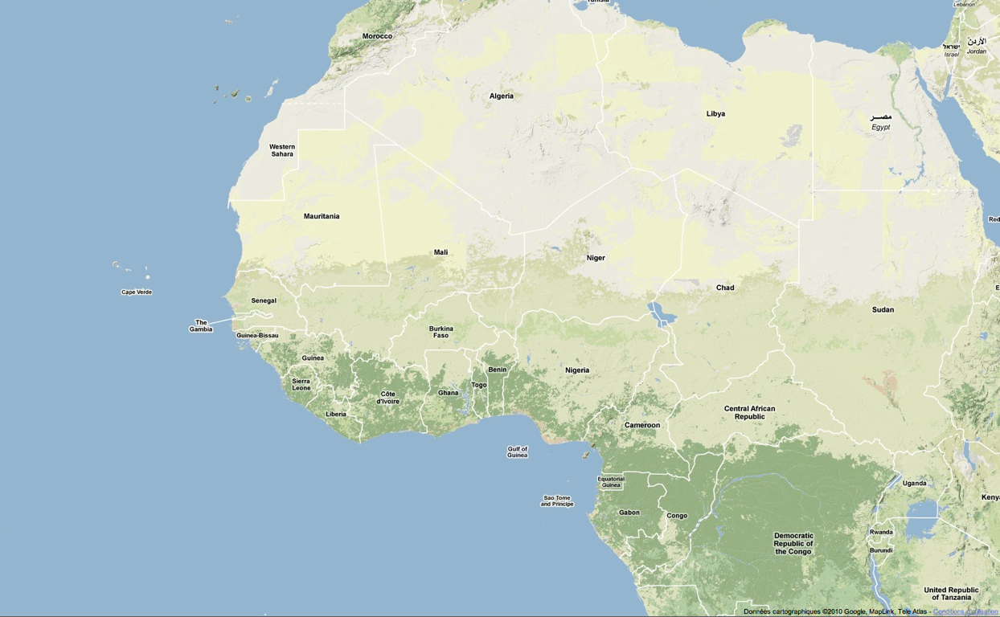 Tunisia
Lebanon
Morocco
الأردن
Jordan
ישראל
Israel
Algeria
Libya
مصر
Egypt
Western
Sahara
Mauritania
Red
Mali
Niger
Cape Verde
Chad
E
Senegal
Sudan
The
Gambia
Burkina
Faso
Guinea-Bissau
Guinea
Benin
Nigeria
Sierra
Leone
Togo
Ghana
Côte
d'Ivoire
Liberia
Central African
Republic
Cameroon
Gulf of
Guinea
Equatorial
Guinea
Uganda
Sao Tome
and Principe
Kenya
Gabon
Congo
Rwanda
Democratic
Republic of
the Congo
Burundi
United Republic
of Tanzania
Données cartographiques ©2010 Google, MapLink, Tele Atlas - Conditions d'utilisation